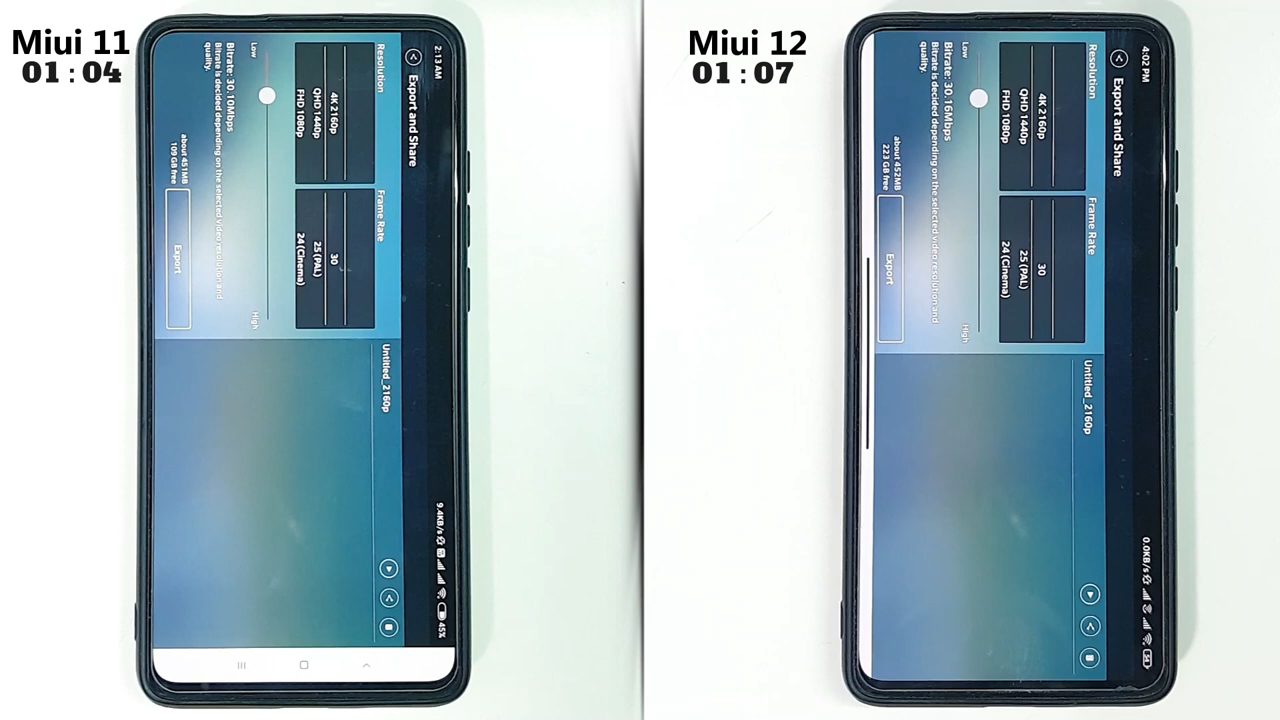 Miui 11
01 : 04
2:13 AM
9.4KB/s
45%
Export and Share
Resolution
4K 2160p
QHD 1440p
FHD 1080p
Frame Rate
30
25 (PAL)
24 (Cinema)
Low
High
Bitrate: 30.10Mbps
Bitrate is decided depending on the selected video resolution and
quality.
about 451MB
109 GB free
Export
Untitled_2160p
Miui 12
01 : 07
4:02 PM
0.0KB/s
54
Export and Share
Resolution
4K 2160p
QHD 1440p
FHD 1080p
Frame Rate
30
25 (PAL)
24 (Cinema)
Low
High
Bitrate: 30.16Mbps
Bitrate is decided depending on the selected video resolution and
quality.
about 452MB
223 GB free
Export
Untitled_2160p